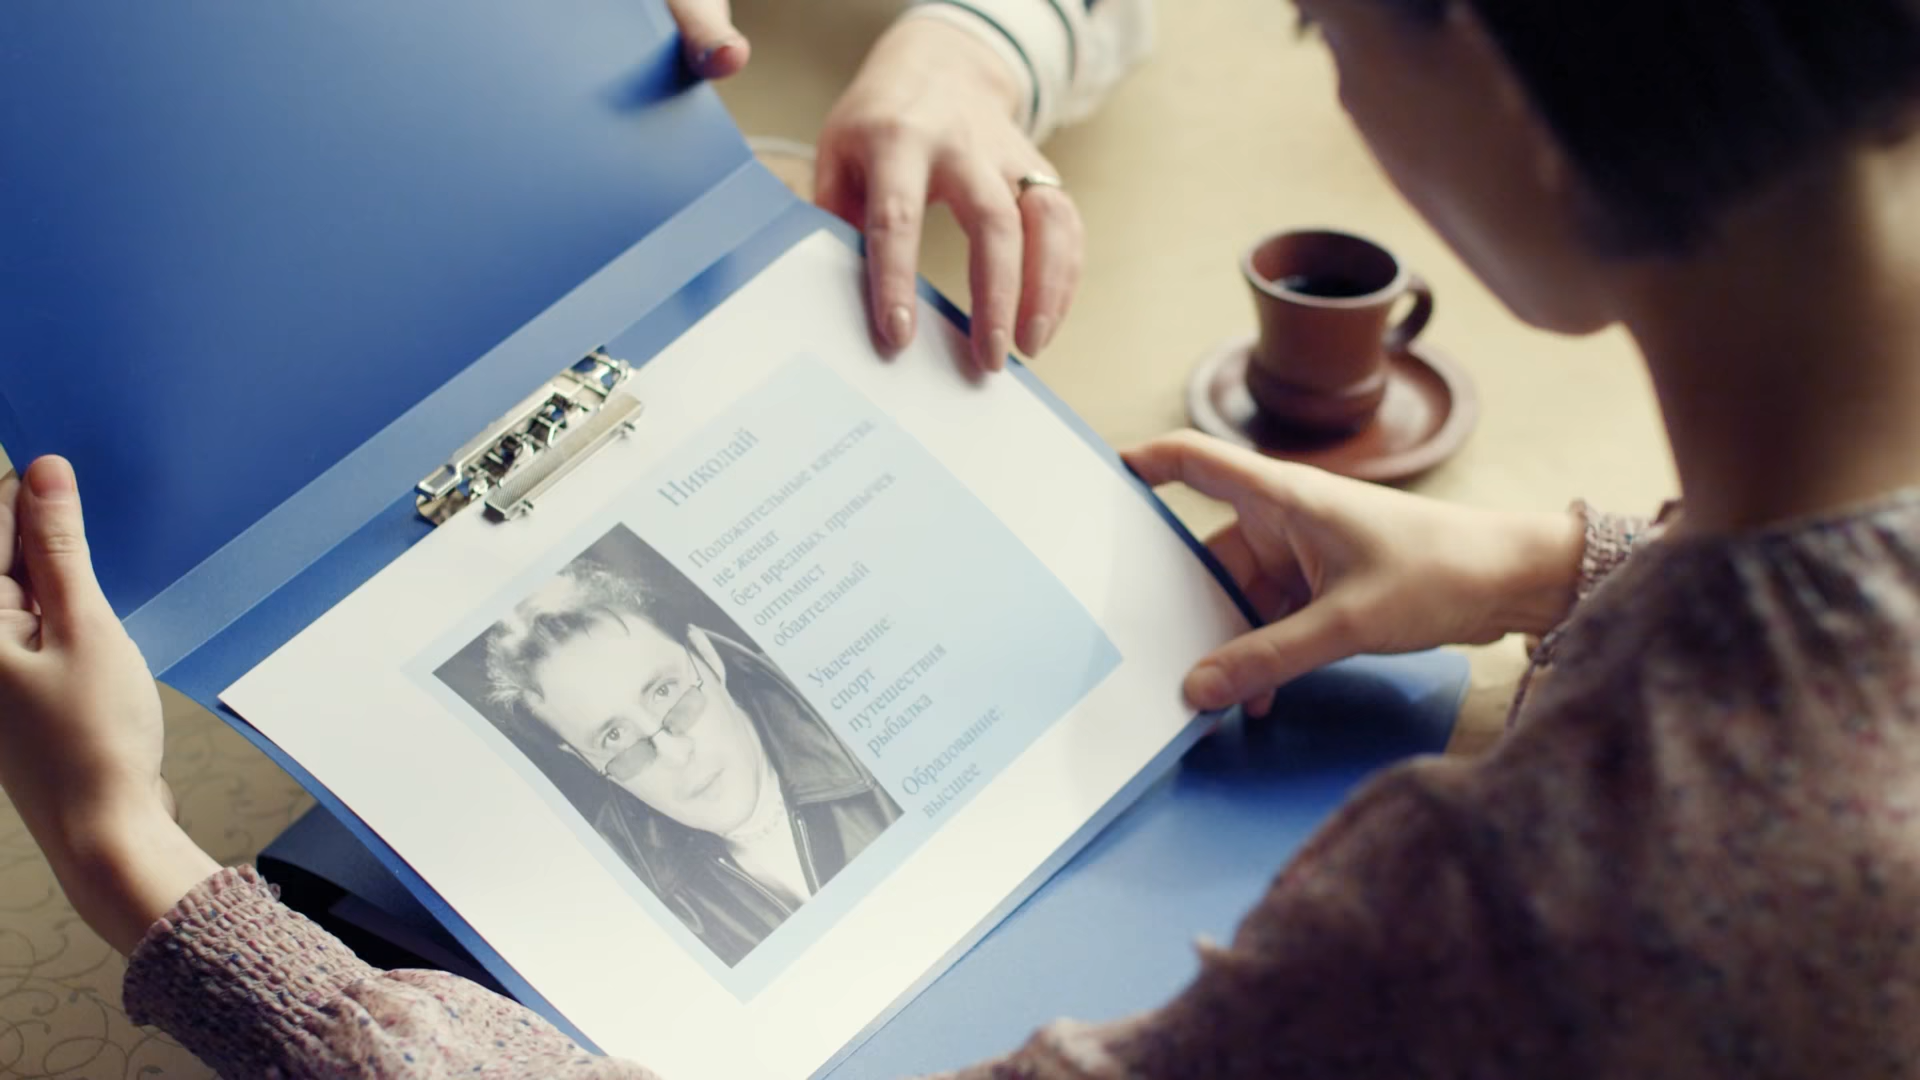 Николай
Положительные качества:
не женат
без вредных привычек
оптимист
обаятельный
Увлечение:
спорт
путешествия
рыбалка
Образование:
высшее